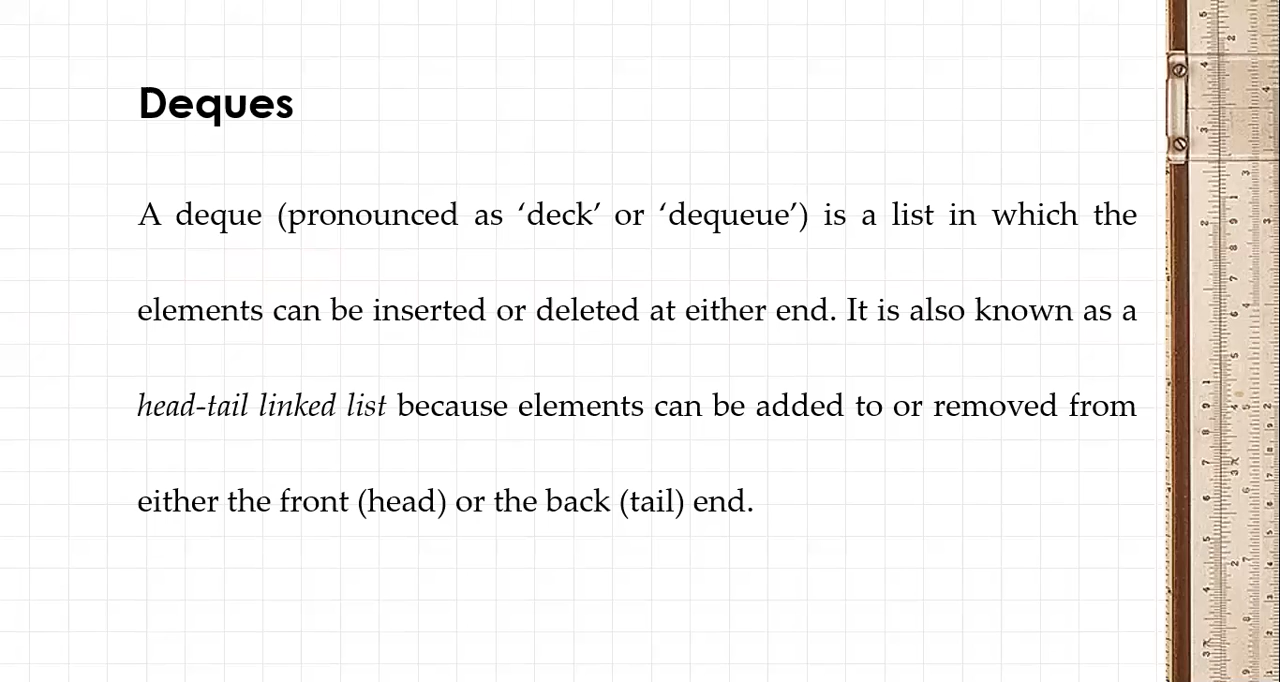 Deques
A deque (pronounced as ‘deck’ or ‘dequeue’) is a list in which the
elements can be inserted or deleted at either end. It is also known as a
head-tail linked list because elements can be added to or removed from
either the front (head) or the back (tail) end.